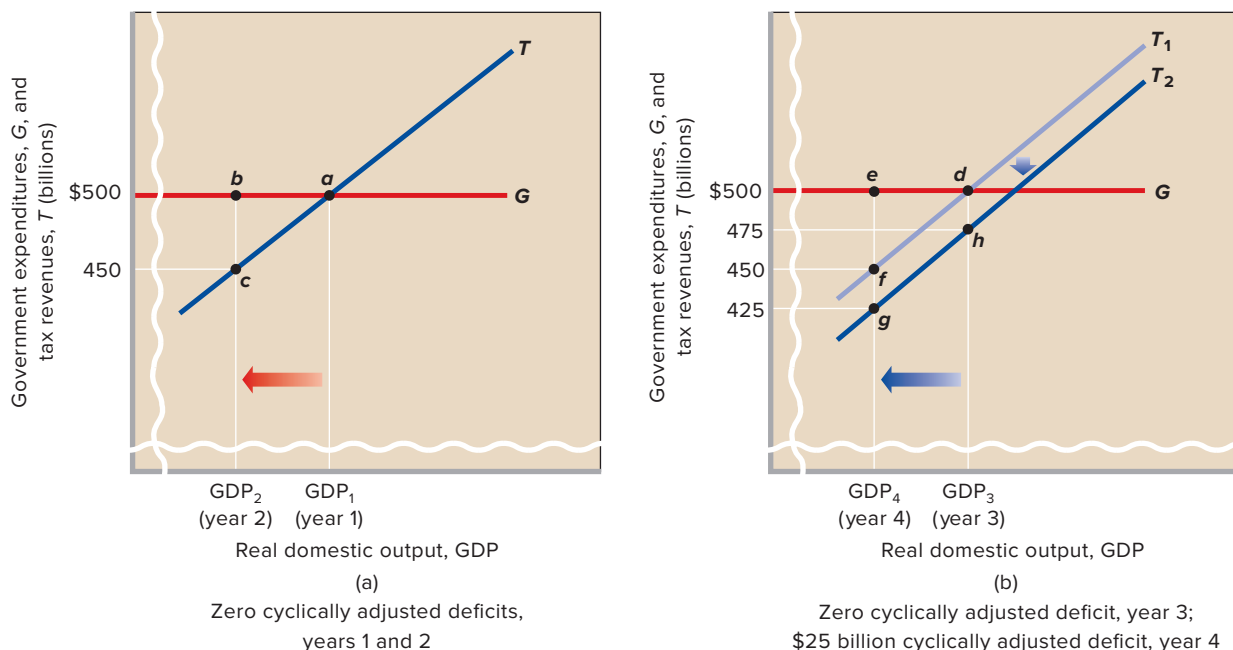 Government expenditures, G, and
tax revenues, T (billions)
$500
450
b
a
c
T
G
GDP₂
(year 2)
GDP₁
(year 1)
Real domestic output, GDP
(a)
Zero cyclically adjusted deficits,
years 1 and 2
Government expenditures, G, and
tax revenues, T (billions)
$500
475
450
425
e
d
h
f
g
T₁
T₂
G
GDP₄
(year 4)
GDP₃
(year 3)
Real domestic output, GDP
(b)
Zero cyclically adjusted deficit, year 3;
$25 billion cyclically adjusted deficit, year 4